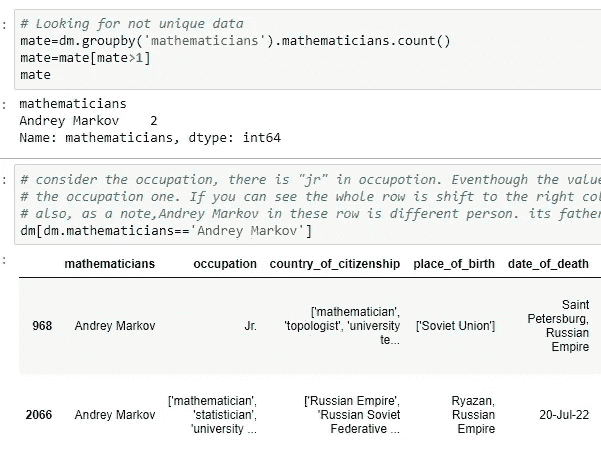 # Looking for not unique data
mate=dm.groupby('mathematicians').mathematicians.count()
mate=mate[mate>1]
mate
mathematicians
Andrey Markov    2
Name: mathematicians, dtype: int64
# consider the occupation, there is "jr" in occupotion. Eventhough the value
# the occupation one. If you can see the whole row is shift to the right col
# also, as a note,Andrey Markov in these row is different person. its father
dm[dm.mathematicians=='Andrey Markov']
mathematicians occupation country_of_citizenship place_of_birth date_of_death
968 Andrey Markov Jr. ['mathematician', 'topologist', 'university te... ['Soviet Union'] Saint Petersburg, Russian Empire
2066 Andrey Markov ['mathematician', 'statistician', 'university ... ['Russian Empire', 'Russian Soviet Federative ... Ryazan, Russian Empire 20-Jul-22